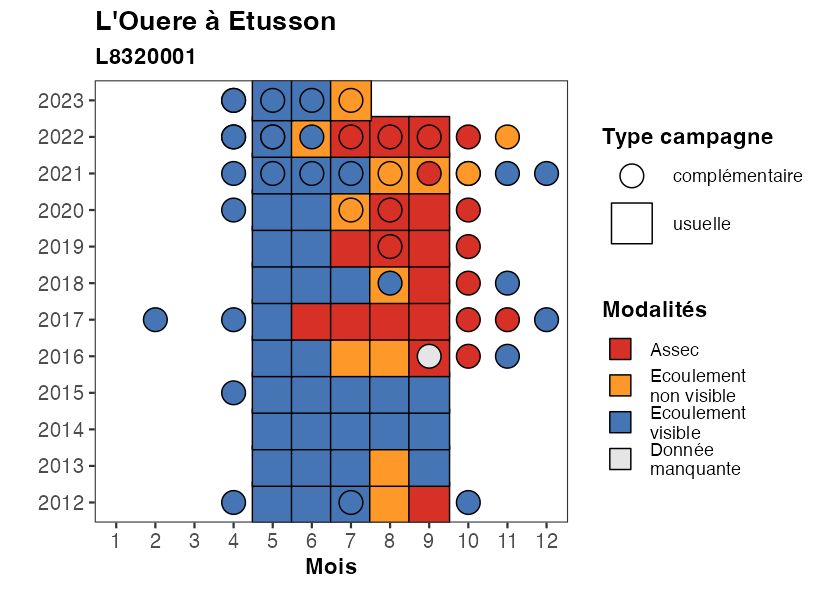 L'Ouere à Etusson
L8320001
2023
2022
2021
2020
2019
2018
2017
2016
2015
2014
2013
2012
1 2 3 4 5 6 7 8 9 10 11 12
Mois
Type campagne
complémentaire
usuelle
Modalités
Assec
Ecoulement
non visible
Ecoulement
visible
Donnée
manquante